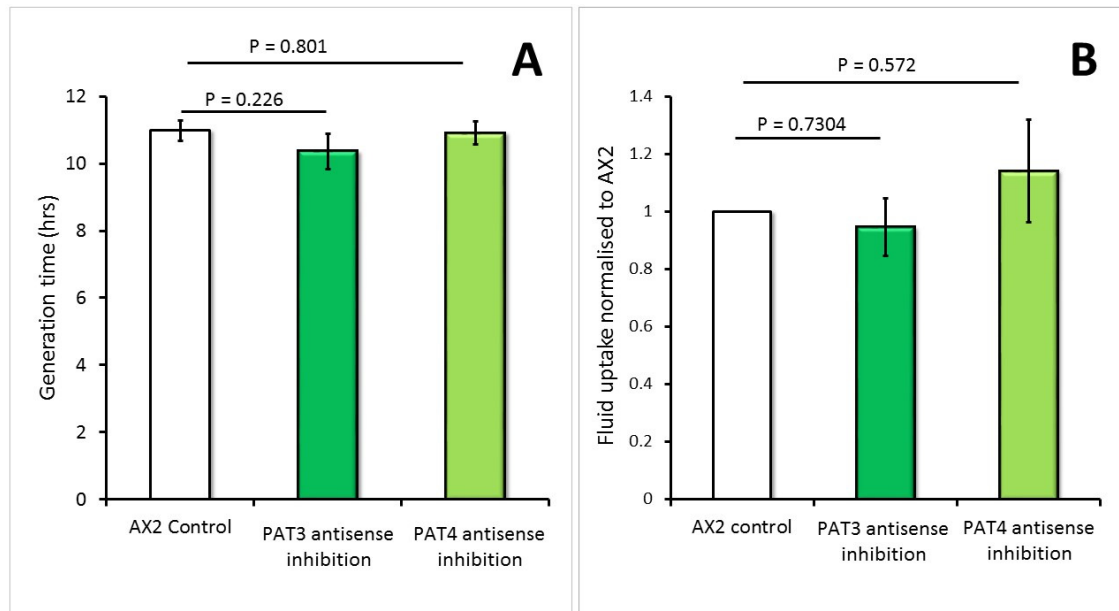 A
P = 0.801
P = 0.226
12
10
8
6
4
2
0
Generation time (hrs)
AX2 Control
PAT3 antisense
inhibition
PAT4 antisense
inhibition
B
P = 0.572
P = 0.7304
1.4
1.2
1
0.8
0.6
0.4
0.2
0
Fluid uptake normalised to AX2
AX2 control
PAT3 antisense
inhibition
PAT4 antisense
inhibition